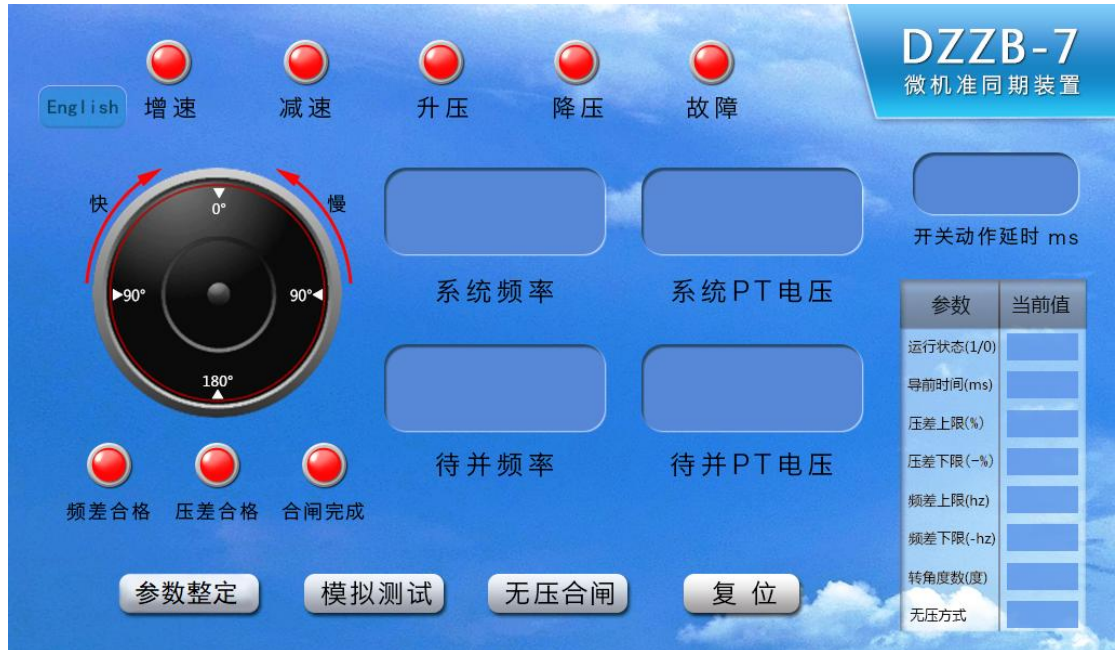 DZZB-7
微机准同期装置
English
增速
减速
升压
降压
故障
快
慢
0°
90°
90°
180°
系统频率
系统PT电压
开关动作延时 ms
待并频率
待并PT电压
频差合格
压差合格
合闸完成
参数 当前值
运行状态(1/0)
导前时间(ms)
压差上限(%)
压差下限(-%)
频差上限(hz)
频差下限(-hz)
转角度数(度)
无压方式
参数整定
模拟测试
无压合闸
复 位